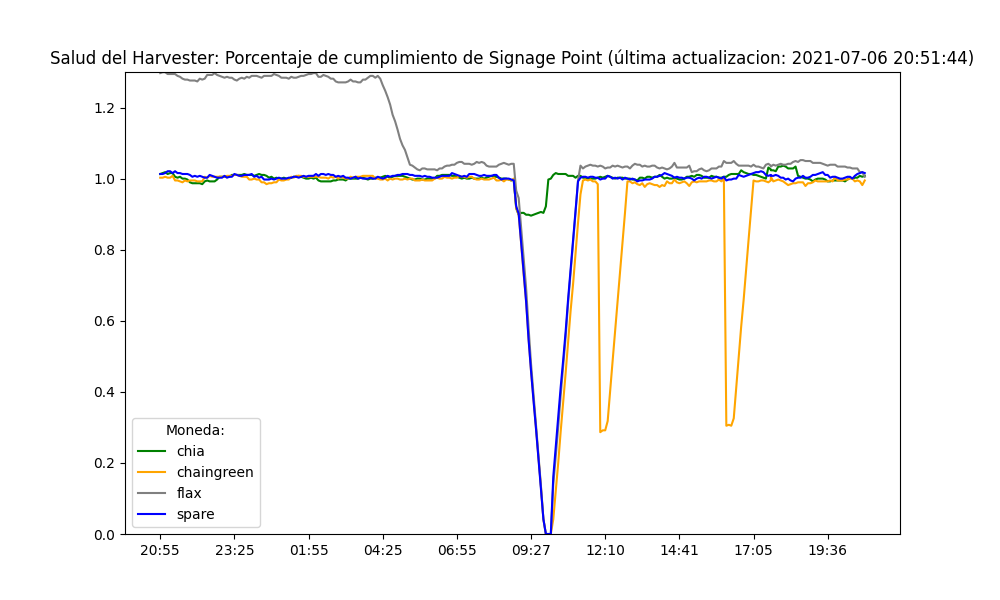 Salud del Harvester: Porcentaje de cumplimiento de Signage Point (última actualizacion: 2021-07-06 20:51:44)
1.2
1.0
0.8
0.6
0.4
0.2
0.0
Moneda:
chia
chaingreen
flax
spare
20:55 23:25 01:55 04:25 06:55 09:27 12:10 14:41 17:05 19:36